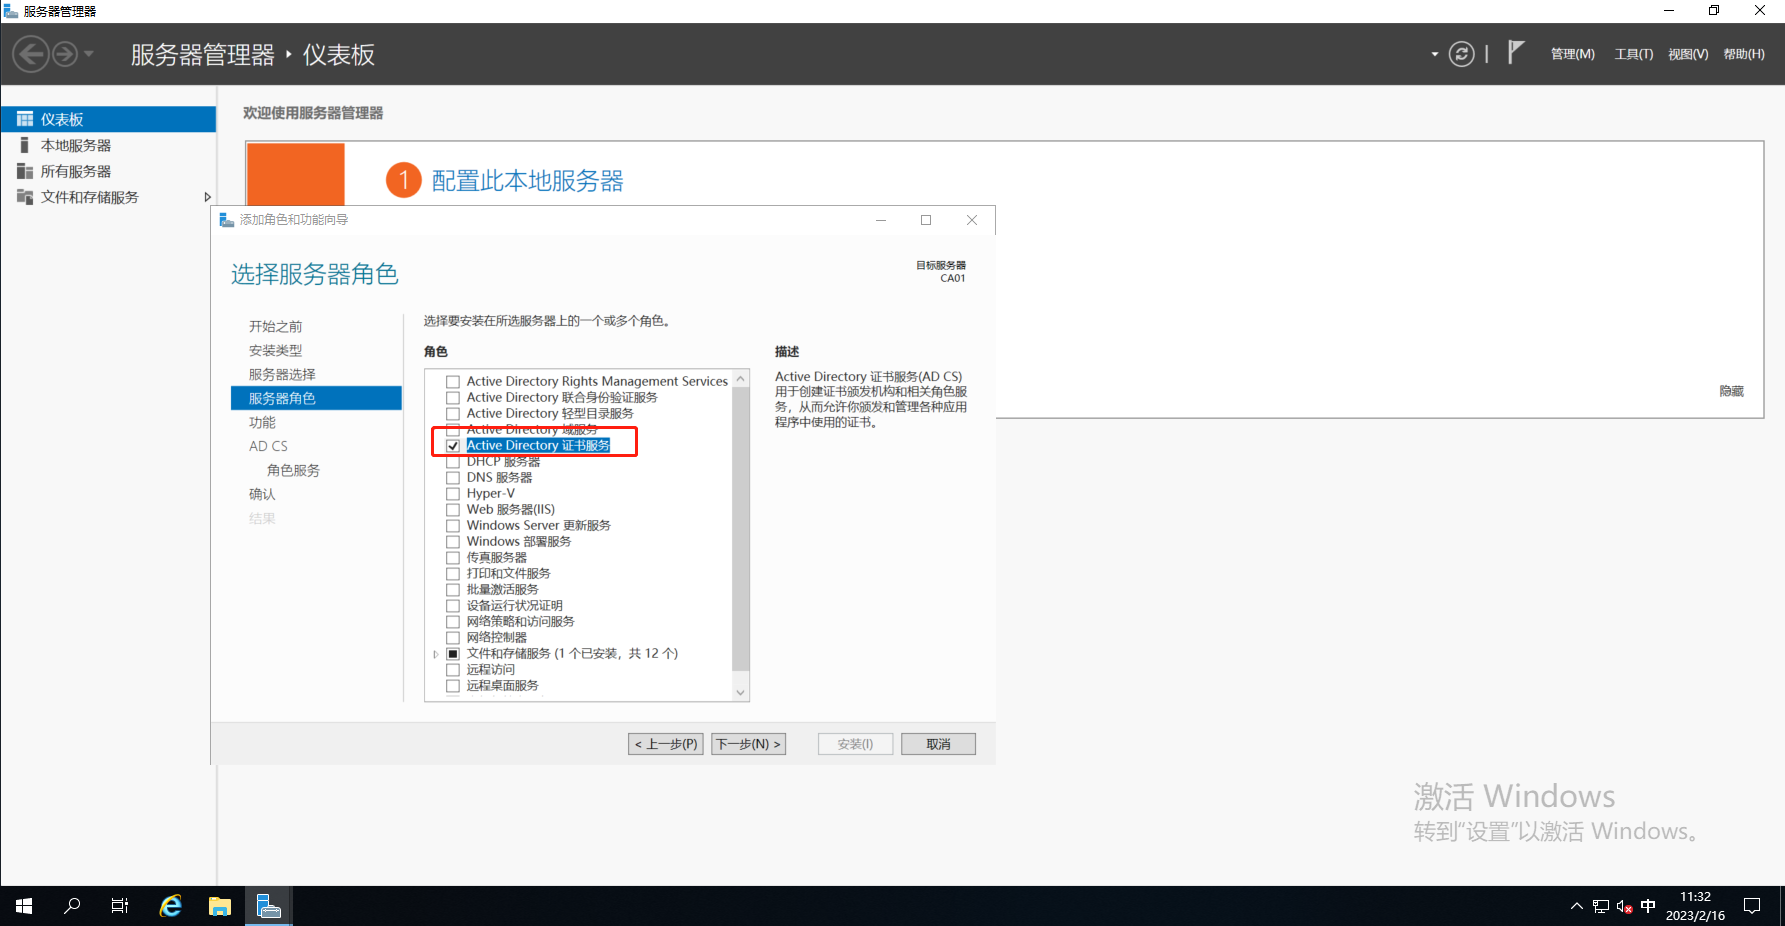 服务器管理器
服务器管理器 ‣ 仪表板
管理(M) 工具(T) 视图(V) 帮助(H)
仪表板
本地服务器
所有服务器
文件和存储服务
欢迎使用服务器管理器
1 配置此本地服务器
隐藏
添加角色和功能向导
选择服务器角色
目标服务器
CA01
开始之前
安装类型
服务器选择
服务器角色
功能
AD CS
角色服务
确认
结果
选择要安装在所选服务器上的一个或多个角色。
角色
Active Directory Rights Management Services
Active Directory 联合身份验证服务
Active Directory 轻型目录服务
Active Directory 域服务
Active Directory 证书服务
DHCP 服务器
DNS 服务器
Hyper-V
Web 服务器(IIS)
Windows Server 更新服务
Windows 部署服务
传真服务器
打印和文件服务
批量激活服务
设备运行状况证明
网络策略和访问服务
网络控制器
文件和存储服务 (1 个已安装，共 12 个)
远程访问
远程桌面服务
描述
Active Directory 证书服务(AD CS)
用于创建证书颁发机构和相关角色服
务，从而允许你颁发和管理各种应用
程序中使用的证书。
< 上一步(P) 下一步(N) > 安装(I) 取消
激活 Windows
转到“设置”以激活 Windows。
中
11:32
2023/2/16